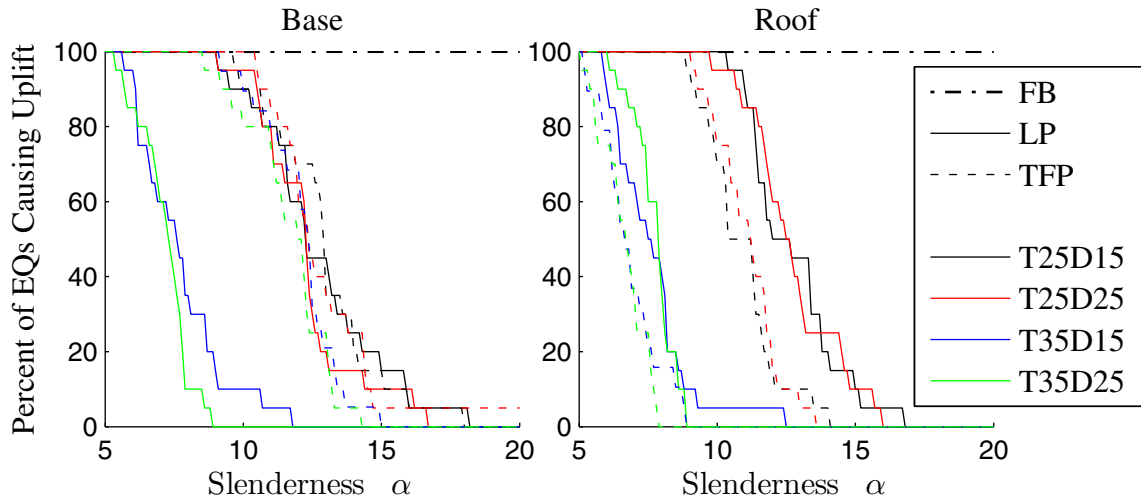 Base
Roof
Percent of EQs Causing Uplift
100
80
60
40
20
0
5 10 15 20
Slenderness α
100
80
60
40
20
0
5 10 15 20
Slenderness α
FB
LP
TFP
T25D15
T25D25
T35D15
T35D25